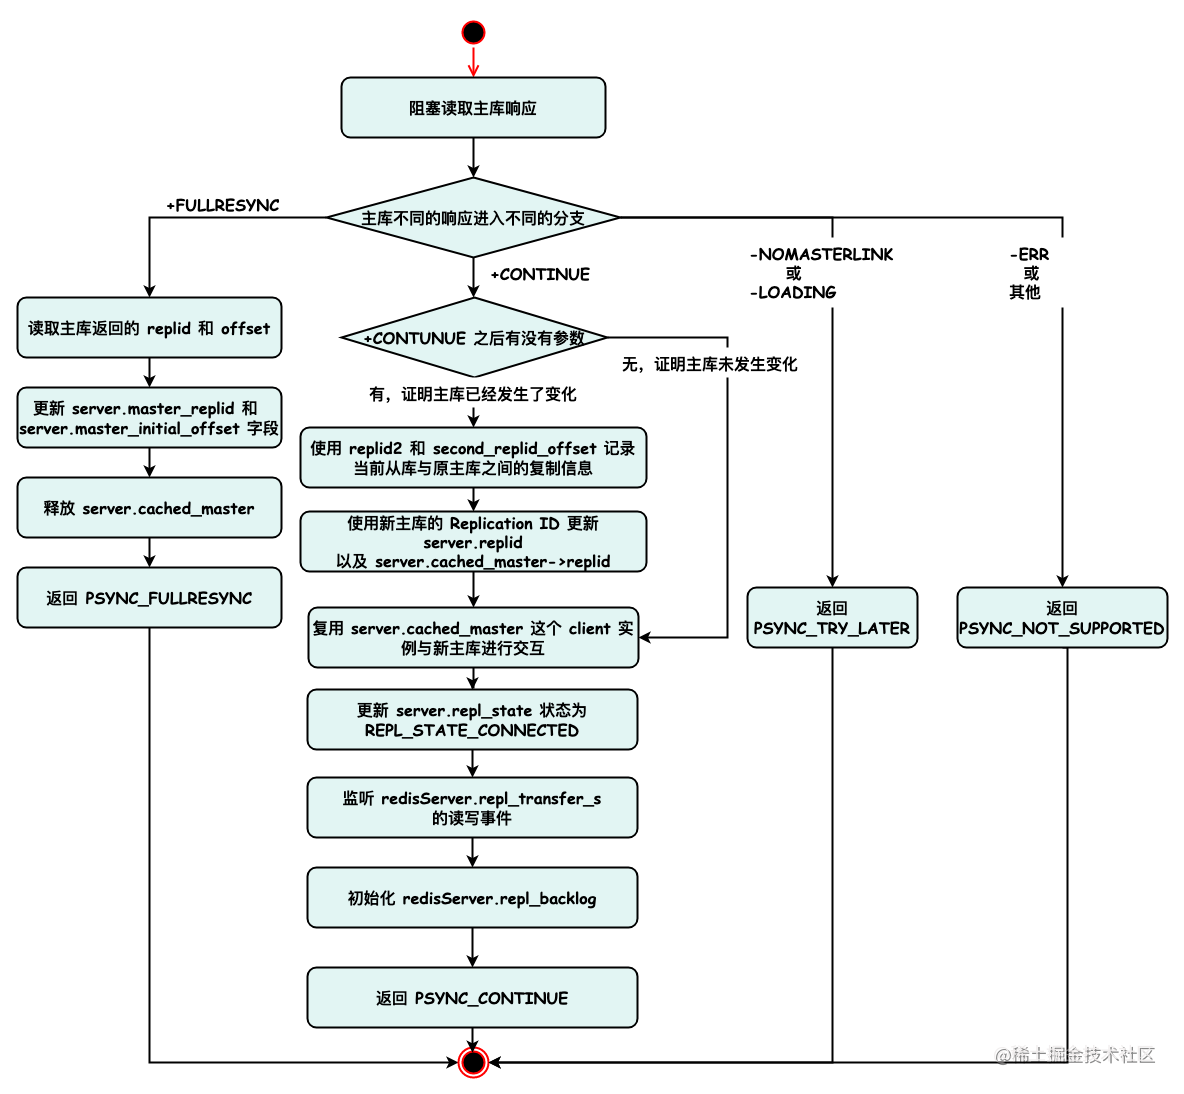 阻塞读取主库响应
主库不同的响应进入不同的分支
+FULLRESYNC
读取主库返回的 replid 和 offset
更新 server.master_replid 和
server.master_initial_offset 字段
释放 server.cached_master
返回 PSYNC_FULLRESYNC
+CONTINUE
+CONTUNUE 之后有没有参数
无，证明主库未发生变化
有，证明主库已经发生了变化
使用 replid2 和 second_replid_offset 记录
当前从库与原主库之间的复制信息
使用新主库的 Replication ID 更新
server.replid
以及 server.cached_master->replid
复用 server.cached_master 这个 client 实
例与新主库进行交互
更新 server.repl_state 状态为
REPL_STATE_CONNECTED
监听 redisServer.repl_transfer_s
的读写事件
初始化 redisServer.repl_backlog
返回 PSYNC_CONTINUE
-NOMASTERLINK
或
-LOADING
返回
PSYNC_TRY_LATER
-ERR
或
其他
返回
PSYNC_NOT_SUPPORTED
@稀土掘金技术社区